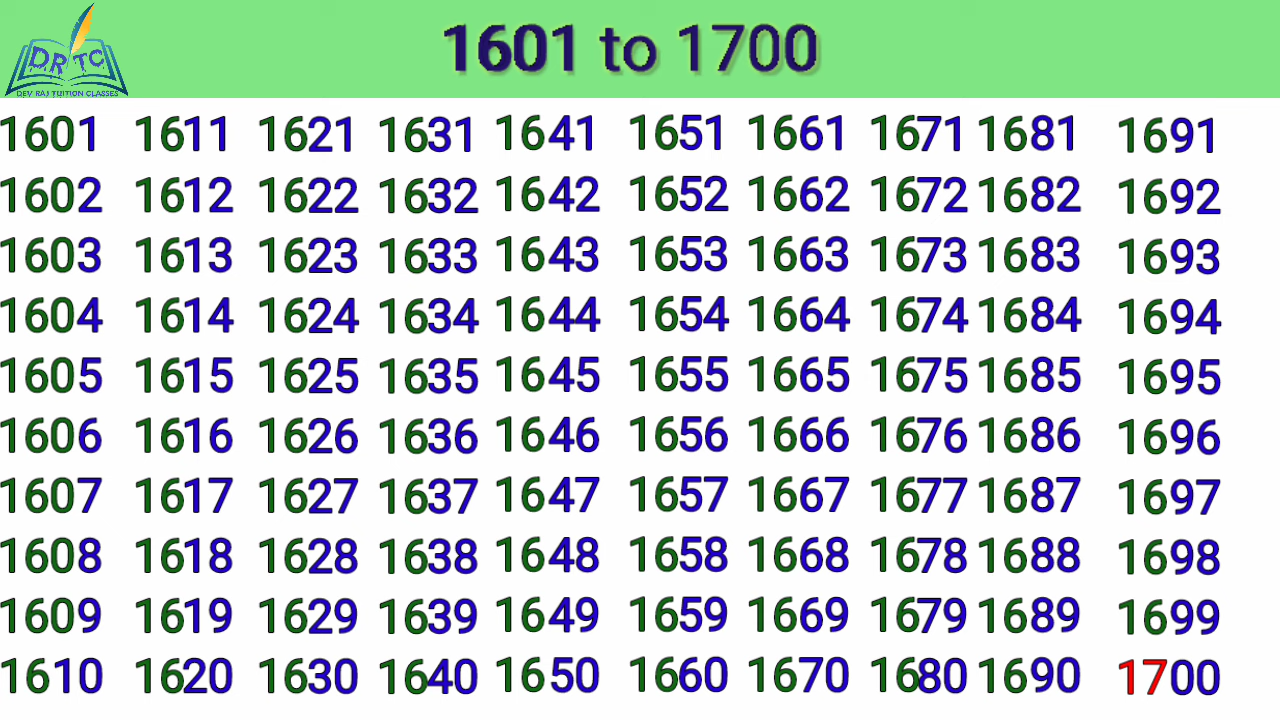 DRTC
DEV RAJ TUITION CLASSES
1601 to 1700
1601 1611 1621 1631 1641 1651 1661 1671 1681 1691
1602 1612 1622 1632 1642 1652 1662 1672 1682 1692
1603 1613 1623 1633 1643 1653 1663 1673 1683 1693
1604 1614 1624 1634 1644 1654 1664 1674 1684 1694
1605 1615 1625 1635 1645 1655 1665 1675 1685 1695
1606 1616 1626 1636 1646 1656 1666 1676 1686 1696
1607 1617 1627 1637 1647 1657 1667 1677 1687 1697
1608 1618 1628 1638 1648 1658 1668 1678 1688 1698
1609 1619 1629 1639 1649 1659 1669 1679 1689 1699
1610 1620 1630 1640 1650 1660 1670 1680 1690 1700